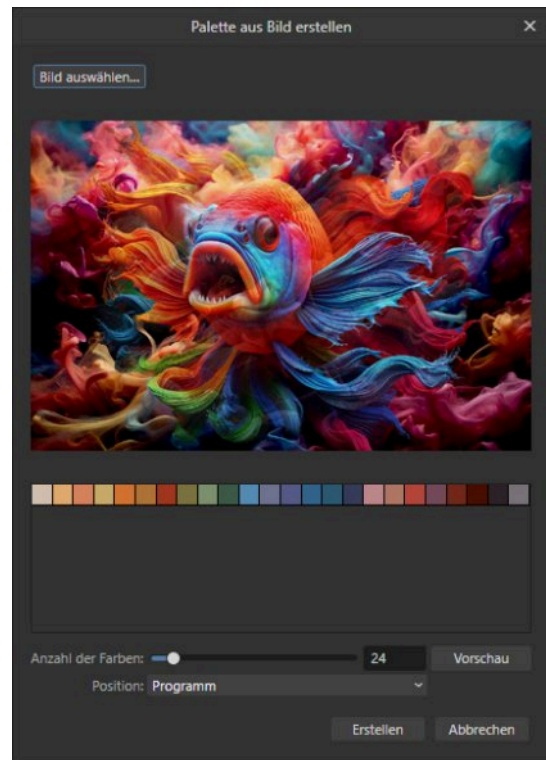 Palette aus Bild erstellen
Bild auswählen...
Anzahl der Farben: 24 Vorschau
Position: Programm
Erstellen Abbrechen